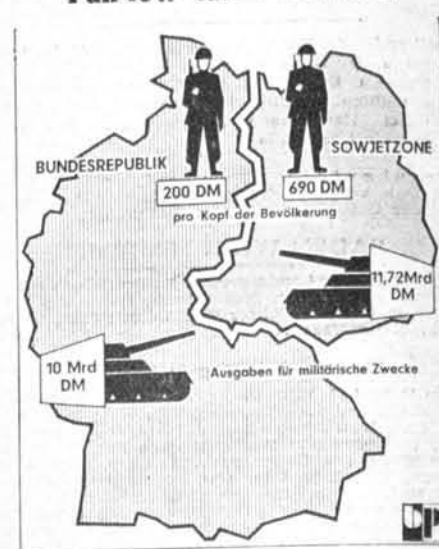 BUNDESREPUBLIK
SOWJETZONE
200 DM
690 DM
pro Kopf der Bevölkerung
11,72Mrd
DM
10 Mrd
DM
Ausgaben für militärische Zwecke